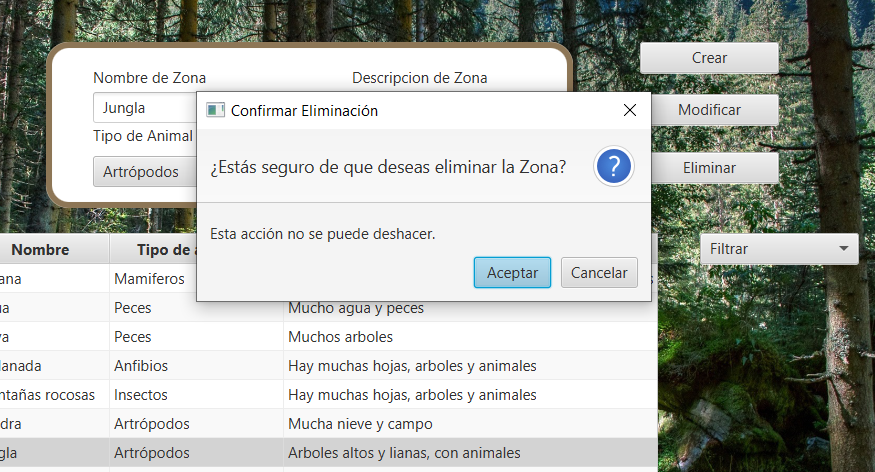 Crear
Nombre de Zona Descripcion de Zona
Jungla
Confirmar Eliminación
Modificar
Tipo de Animal
¿Estás seguro de que deseas eliminar la Zona?
Artrópodos
Eliminar
Esta acción no se puede deshacer.
Nombre Tipo de a
Filtrar
Aceptar Cancelar
ana Mamiferos
Peces Mucho agua y peces
Peces Muchos arboles
lanada Anfibios Hay muchas hojas, arboles y animales
ntañas rocosas Insectos Hay muchas hojas, arboles y animales
dra Artrópodos Mucha nieve y campo
gla Artrópodos Arboles altos y lianas, con animales